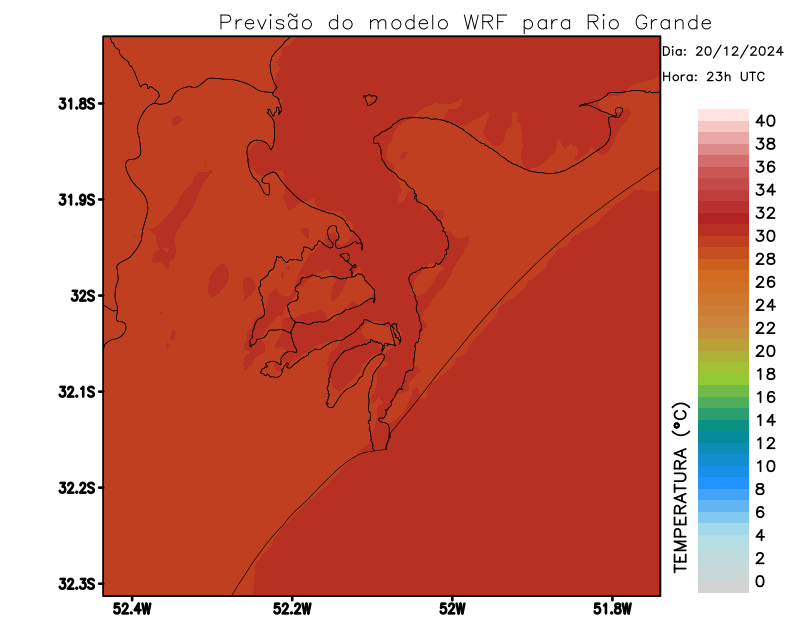 Previsão do modelo WRF para Rio Grande
Dia: 20/12/2024
Hora: 23h UTC
31.8S
31.9S
32S
32.1S
32.2S
32.3S
52.4W
52.2W
52W
51.8W
TEMPERATURA (°C)
40
38
36
34
32
30
28
26
24
22
20
18
16
14
12
10
8
6
4
2
0